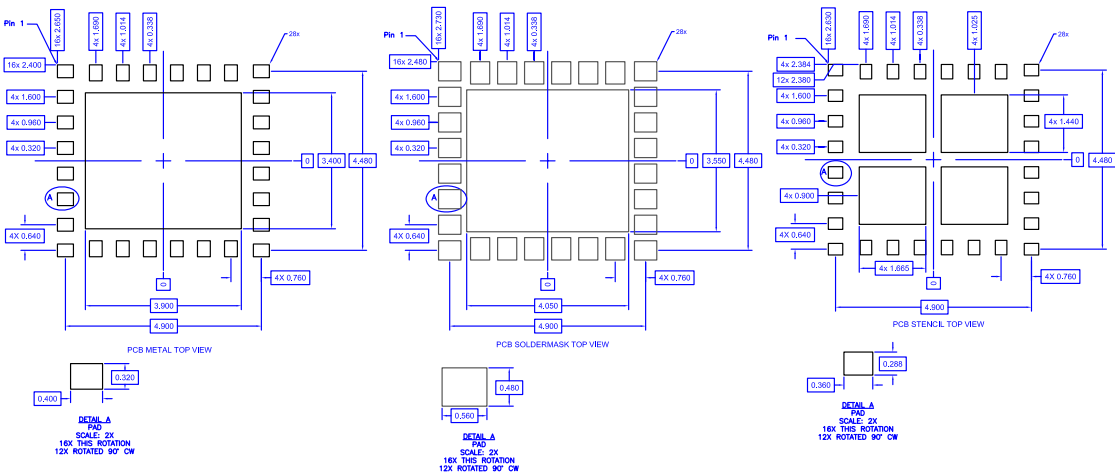 Pin 1
16x 2.650
4x 1.690
4x 1.014
4x 0.338
28x
16x 2.400
4x 1.600
4x 0.960
4x 0.320
A
4X 0.640
0
3.400
4.480
4X 0.760
0
3.900
4.900
PCB METAL TOP VIEW
0.320
0.400
DETAIL A
PAD
SCALE: 2X
16X THIS ROTATION
12X ROTATED 90° CW
Pin 1
16x 2.730
4x 1.690
4x 1.014
4x 0.338
28x
16x 2.480
4x 1.600
4x 0.960
4x 0.320
A
4X 0.640
0
3.550
4.480
4X 0.760
0
4.050
4.900
PCB SOLDERMASK TOP VIEW
0.480
0.560
DETAIL A
PAD
SCALE: 2X
16X THIS ROTATION
12X ROTATED 90° CW
Pin 1
16x 2.630
4x 1.690
4x 1.014
4x 0.338
4x 1.025
28x
4x 2.384
12x 2.380
4x 1.600
4x 0.960
4x 0.320
A
4x 0.900
4X 0.640
4x 1.440
0
4.480
4X 0.760
4x 1.665
0
4.900
PCB STENCIL TOP VIEW
0.288
0.360
DETAIL A
PAD
SCALE: 2X
16X THIS ROTATION
12X ROTATED 90° CW